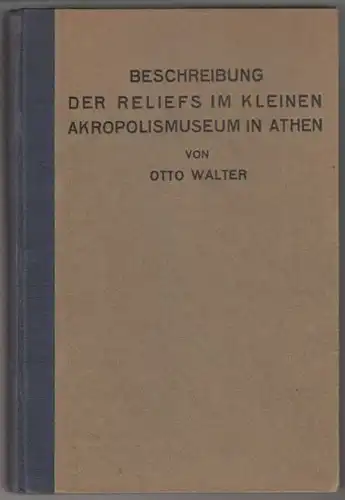 BESCHREIBUNG
DER RELIEFS IM KLEINEN
AKROPOLISMUSEUM IN ATHEN
VON
OTTO WALTER